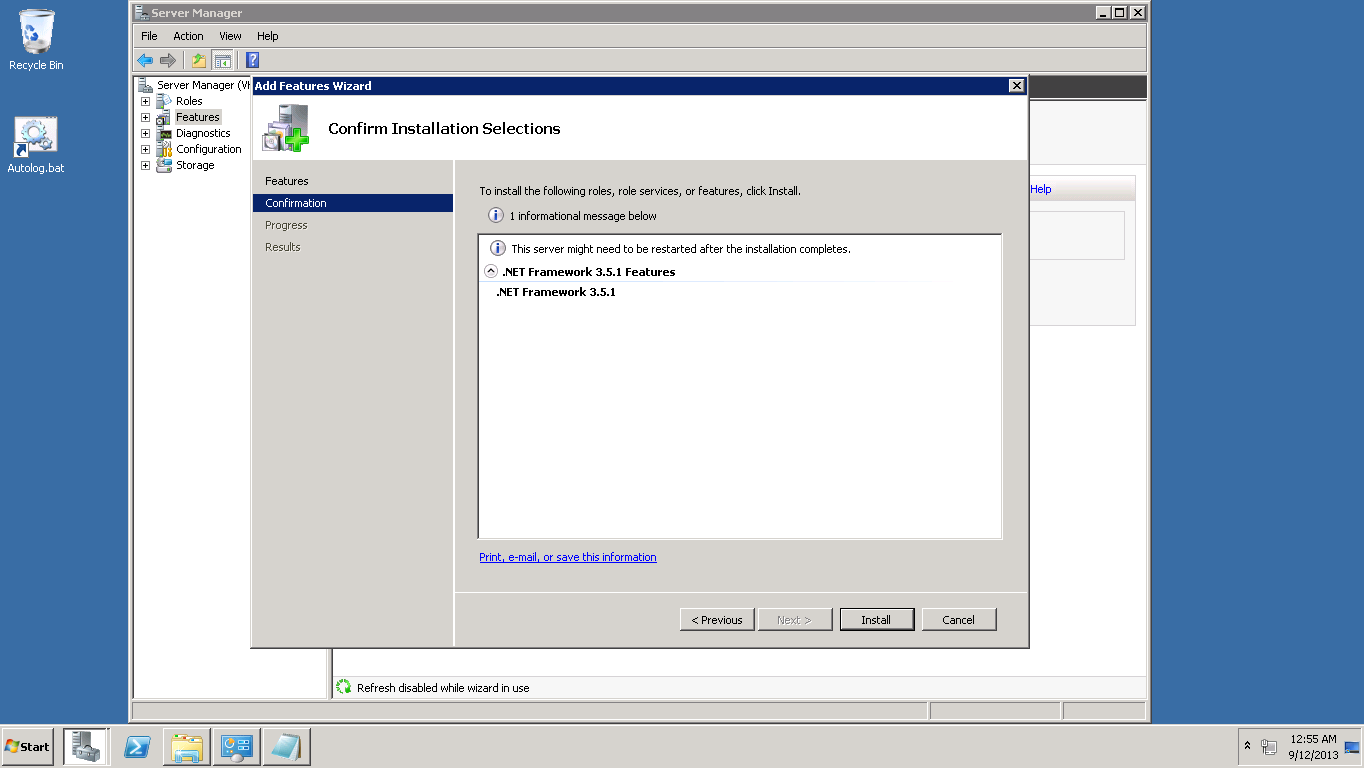 Recycle Bin
Autolog.bat
Server Manager
File Action View Help
Server Manager
Roles
Features
Diagnostics
Configuration
Storage
Add Features Wizard
Confirm Installation Selections
Features
Confirmation
Progress
Results
To install the following roles, role services, or features, click Install.
1 informational message below
This server might need to be restarted after the installation completes.
.NET Framework 3.5.1 Features
.NET Framework 3.5.1
Print, e-mail, or save this information
< Previous Next > Install Cancel
Help
Refresh disabled while wizard in use
Start
12:55 AM
9/12/2013